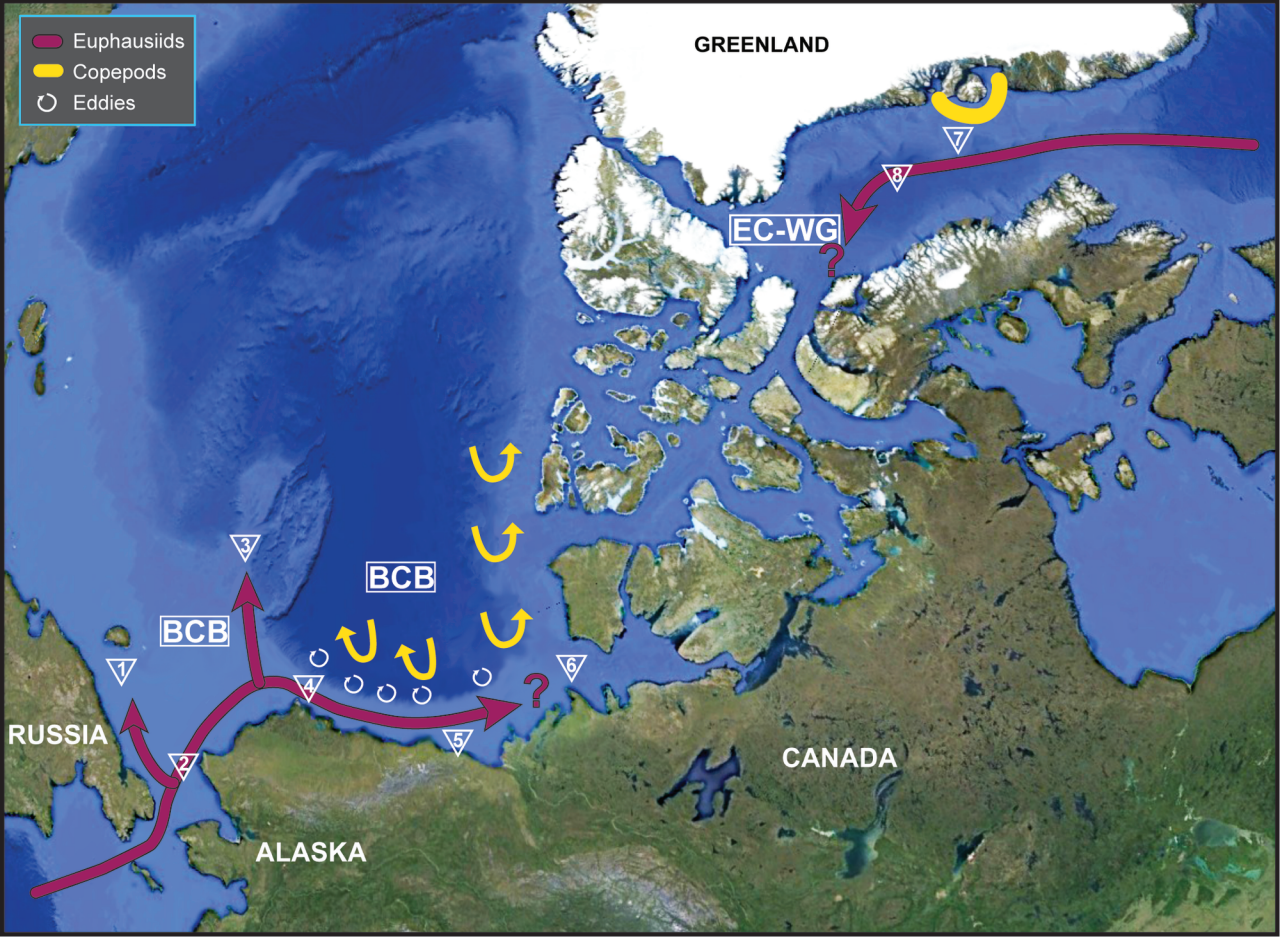 Euphausiids
Copepods
Eddies
GREENLAND
7
8
EC-WG
?
3
BCB
BCB
1
4
6
?
RUSSIA
2
5
CANADA
ALASKA